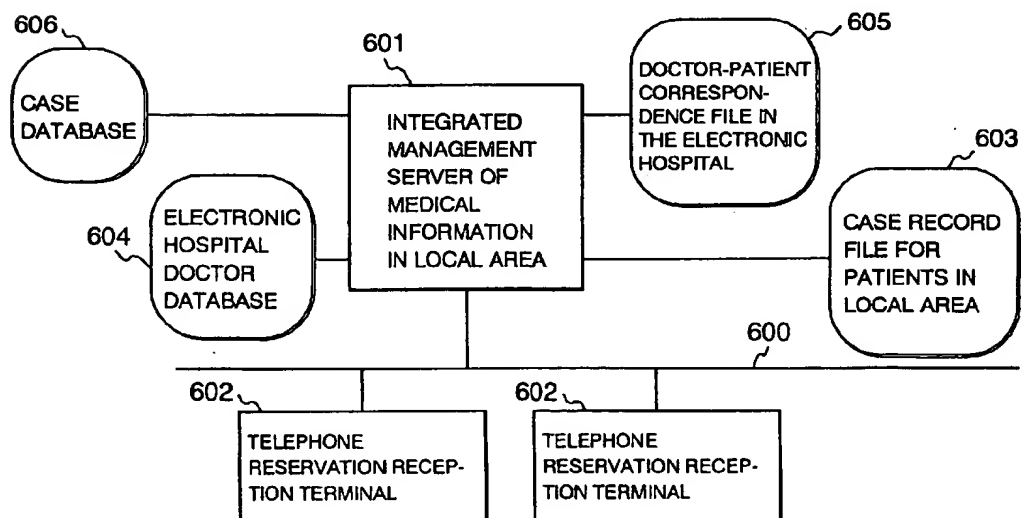 606
CASE
DATABASE
601
INTEGRATED
MANAGEMENT
SERVER OF
MEDICAL
INFORMATION
IN LOCAL AREA
605
DOCTOR-PATIENT
CORRESPON-
DENCE FILE IN
THE ELECTRONIC
HOSPITAL
603
CASE RECORD
FILE FOR
PATIENTS IN
LOCAL AREA
604
ELECTRONIC
HOSPITAL
DOCTOR
DATABASE
600
602
TELEPHONE
RESERVATION RECEP-
TION TERMINAL
602
TELEPHONE
RESERVATION RECEP-
TION TERMINAL